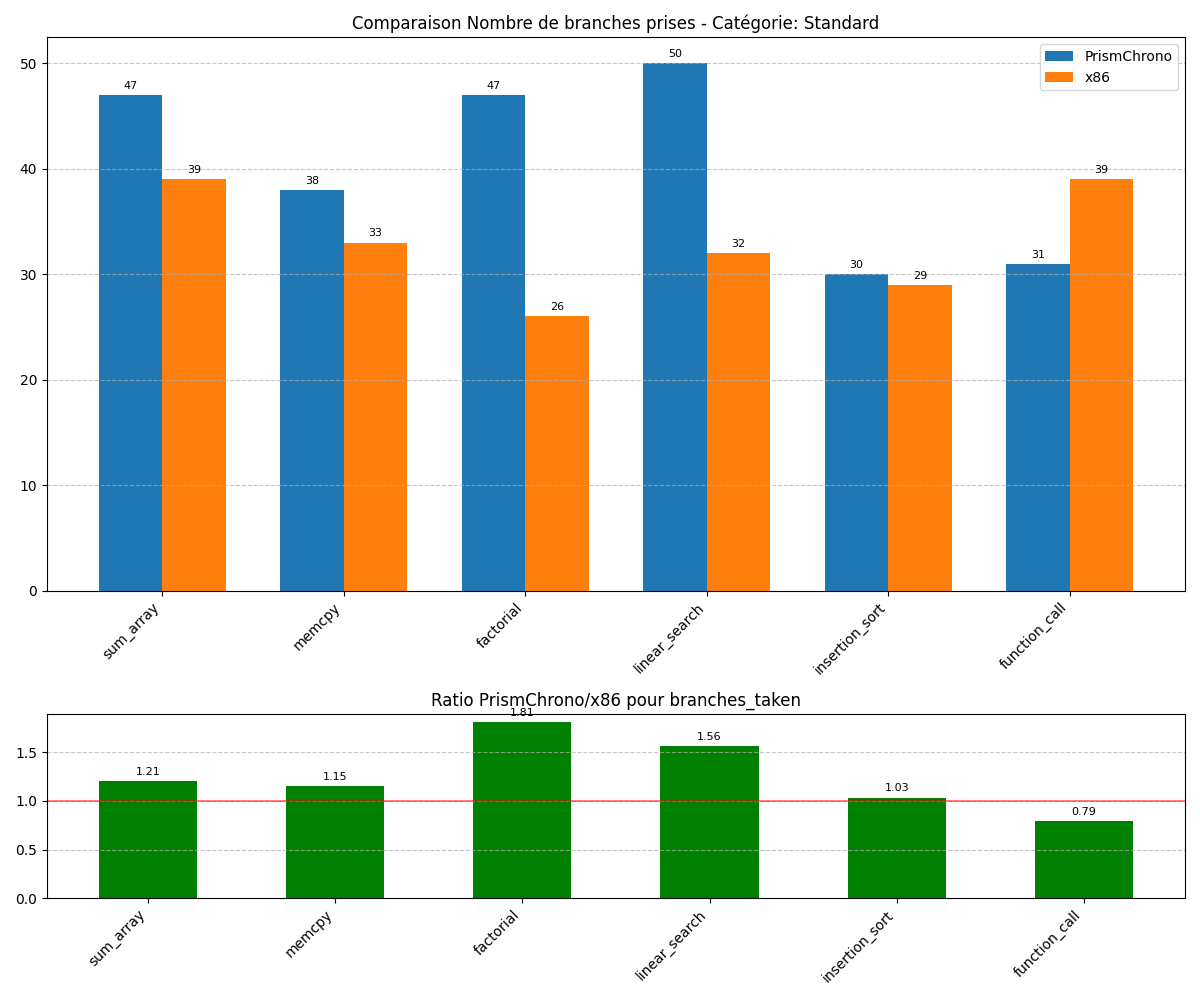 Comparaison Nombre de branches prises - Catégorie: Standard
PrismChrono
x86
50
40
30
20
10
0
47
39
38
33
47
26
50
32
30
29
31
39
sum_array
memcpy
factorial
linear_search
insertion_sort
function_call
Ratio PrismChrono/x86 pour branches_taken
1.5
1.0
0.5
0.0
1.21
1.15
1.81
1.56
1.03
0.79
sum_array
memcpy
factorial
linear_search
insertion_sort
function_call